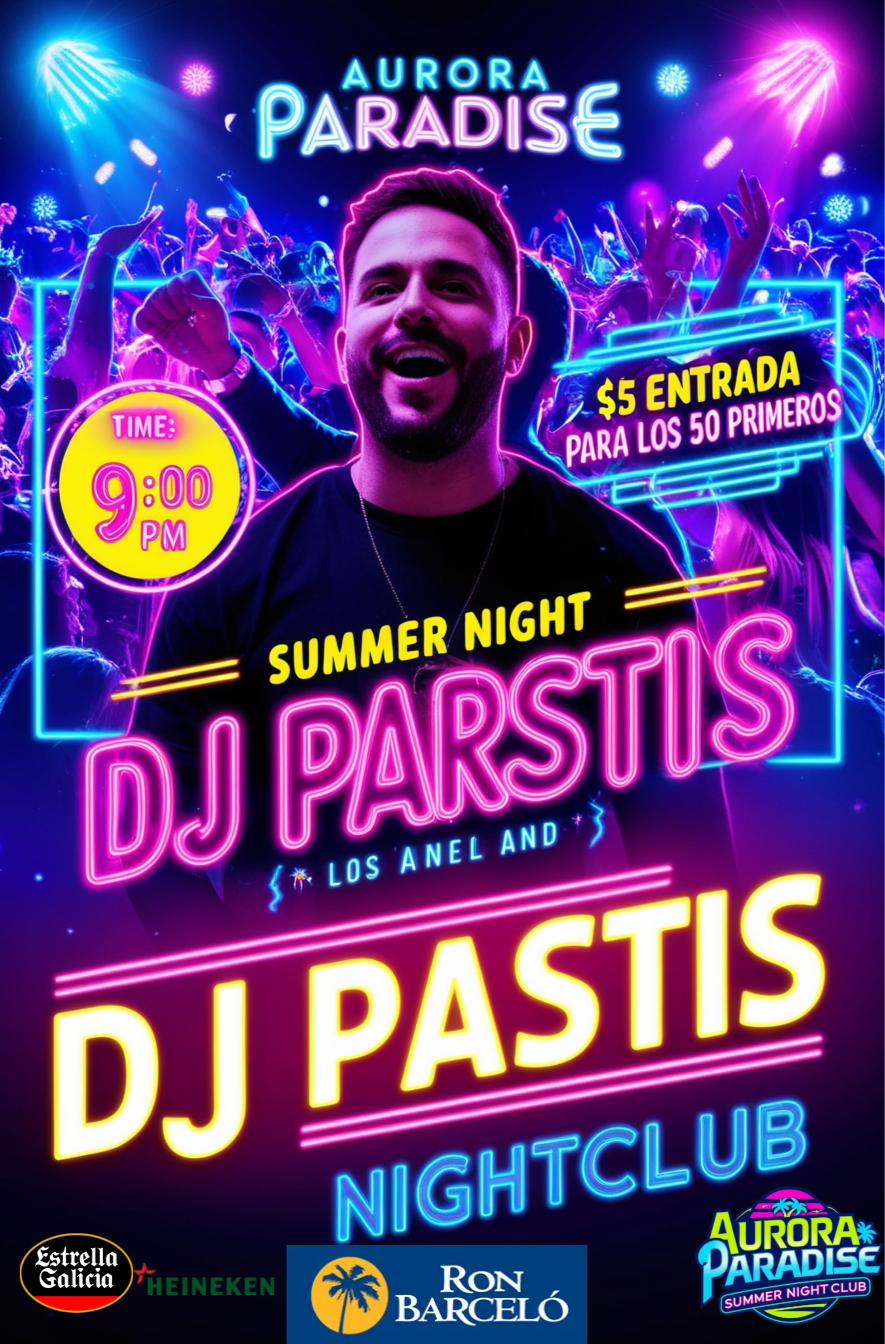 AURORA
PARADISE
$5 ENTRADA
PARA LOS 50 PRIMEROS
TIME:
9:00
PM
SUMMER NIGHT
DJ PARSTIS
LOS ANEL AND
DJ PASTIS
NIGHTCLUB
Estrella
Galicia
HEINEKEN
RON
BARCELÓ
AURORA
PARADISE
SUMMER NIGHT CLUB